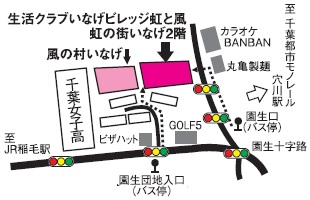 生活クラブいなげビレッジ虹と風
虹の街いなげ2階
風の村いなげ
カラオケ
BANBAN
丸亀製麺
至 千葉都市モノレール
穴川駅
千葉女子高
園生口
(バス停)
ピザハット
GOLF5
園生十字路
至
JR稲毛駅
園生団地入口
(バス停)